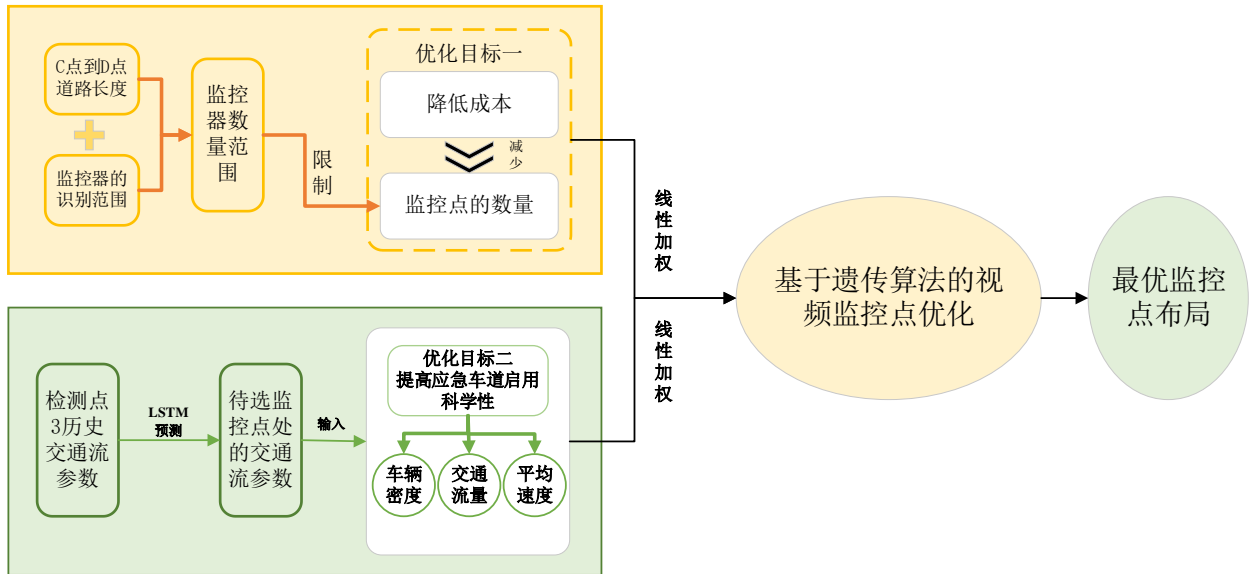 C点到D点
道路长度
监控器的
识别范围
监控
器数
量范
围
限
制
优化目标一
降低成本
减
少
监控点的数量
检测点
3历史
交通流
参数
LSTM
预测
待选监
控点处
的交通
流参数
输入
优化目标二
提高应急车道启用
科学性
车辆
密度
交通
流量
平均
速度
线
性
加
权
线
性
加
权
基于遗传算法的视
频监控点优化
最优监控
点布局